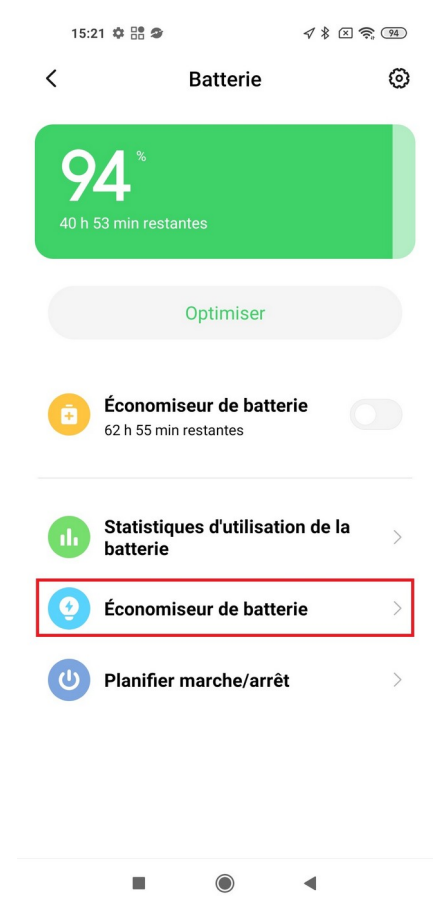 15:21
94
Batterie
94 %
40 h 53 min restantes
Optimiser
Économiseur de batterie
62 h 55 min restantes
Statistiques d'utilisation de la
batterie
Économiseur de batterie
Planifier marche/arrêt